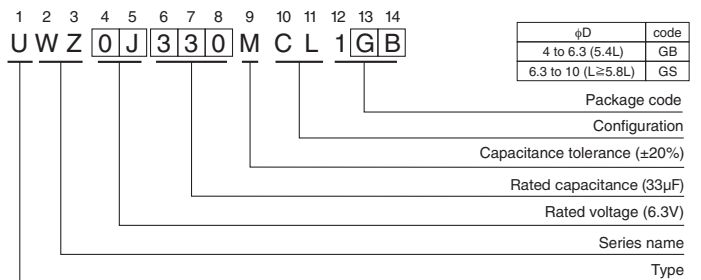 1 2 3 4 5 6 7 8 9 10 11 12 13 14
U W Z 0 J 3 3 0 M C L 1 G B
φD code
4 to 6.3 (5.4L) GB
6.3 to 10 (L≧5.8L) GS
Package code
Configuration
Capacitance tolerance (±20%)
Rated capacitance (33µF)
Rated voltage (6.3V)
Series name
Type